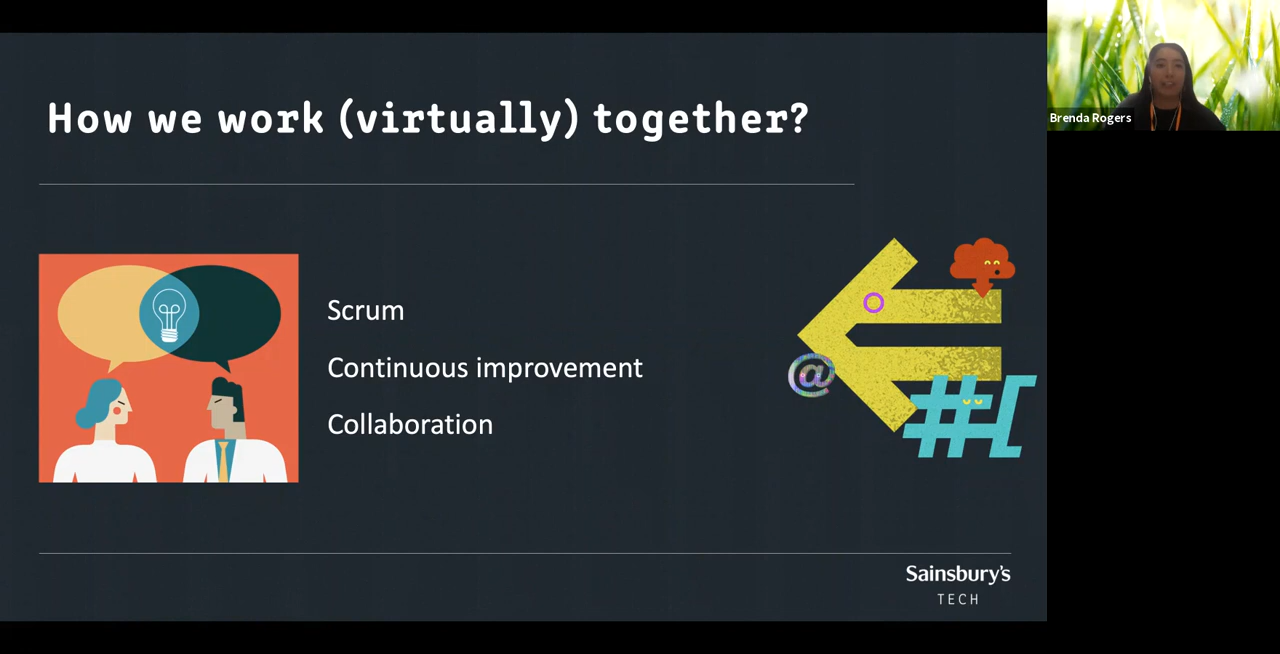 How we work (virtually) together?
Scrum
Continuous improvement
Collaboration
@
#[
Sainsbury's
TECH
Brenda Rogers